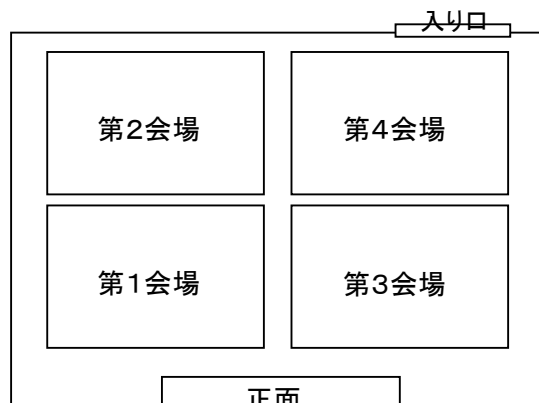 入り口
第2会場
第4会場
第1会場
第3会場
正面